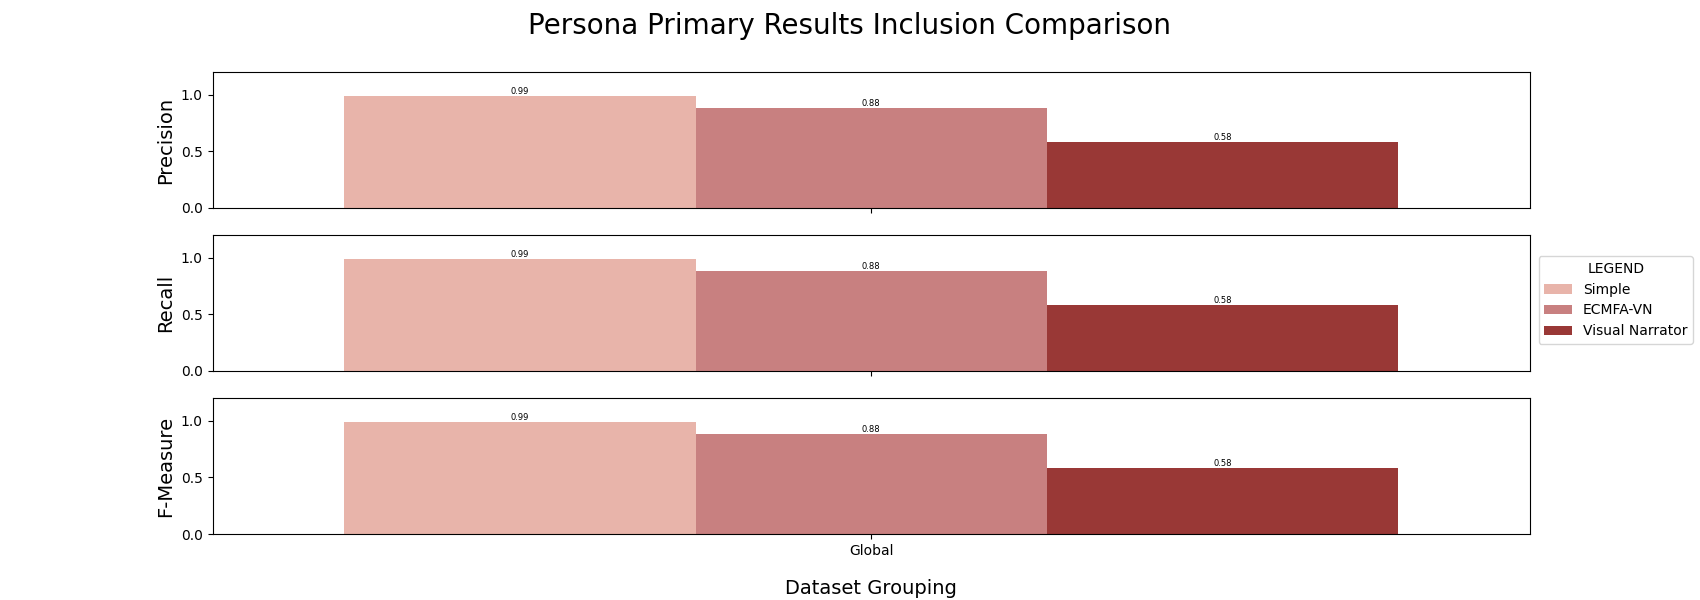 Persona Primary Results Inclusion Comparison
Precision
1.0
0.5
0.0
0.99
0.88
0.58
Recall
1.0
0.5
0.0
0.99
0.88
0.58
F-Measure
1.0
0.5
0.0
0.99
0.88
0.58
Global
Dataset Grouping
LEGEND
Simple
ECMFA-VN
Visual Narrator